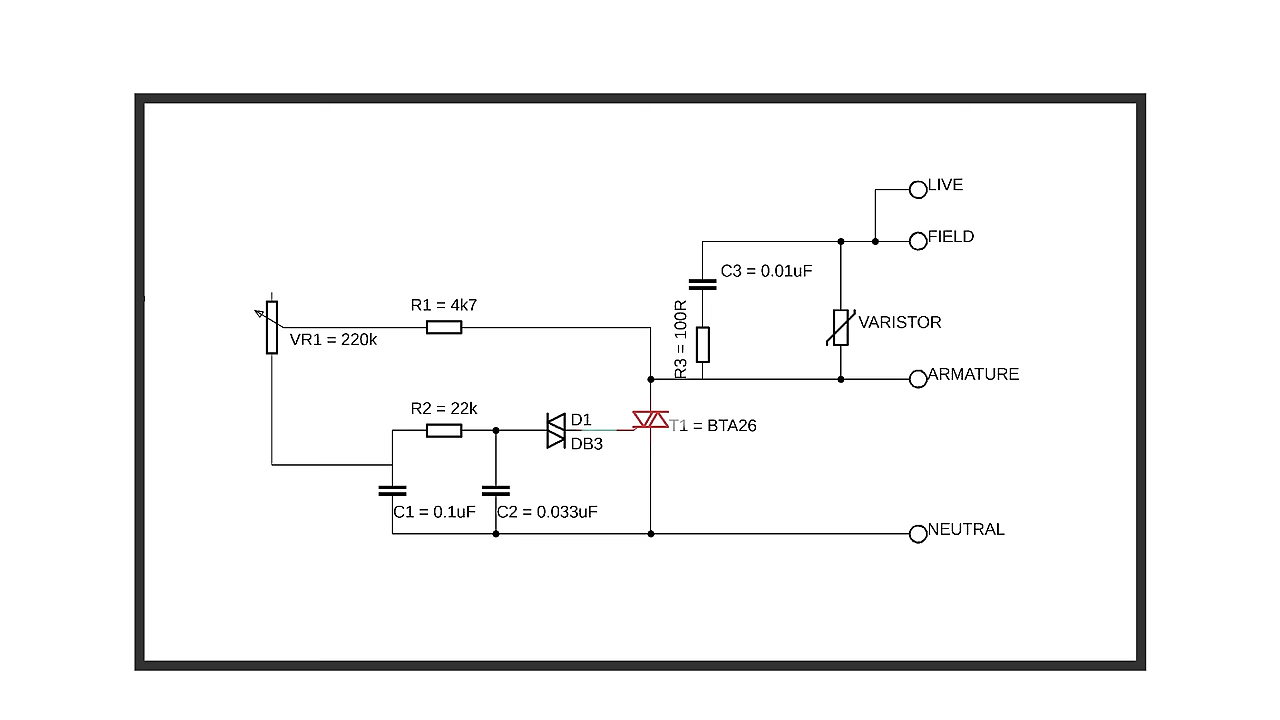 LIVE
FIELD
C3 = 0.01uF
R1 = 4k7
R3 = 100R
VARISTOR
VR1 = 220k
ARMATURE
R2 = 22k
D1
T1 = BTA26
DB3
C1 = 0.1uF
C2 = 0.033uF
NEUTRAL